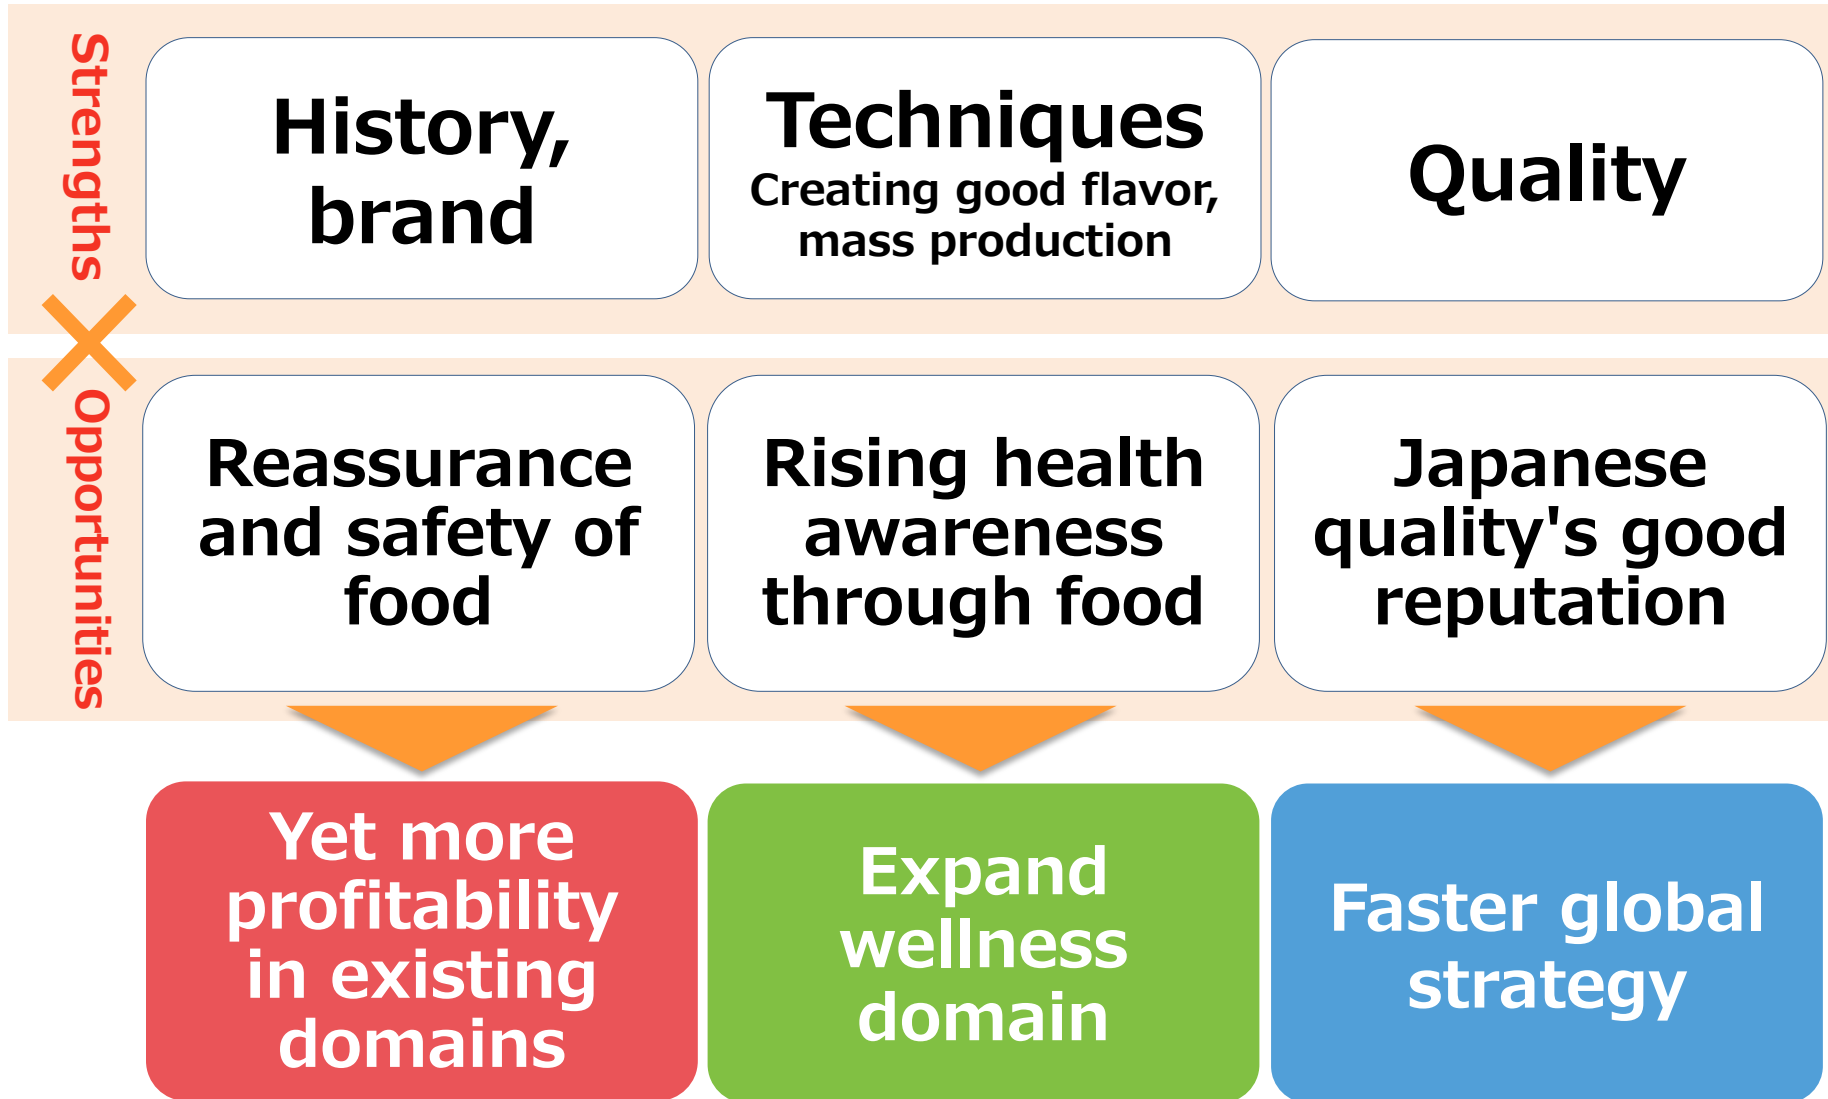 Strengths
History,
brand
Techniques
Creating good flavor,
mass production
Quality
Opportunities
Reassurance
and safety of
food
Rising health
awareness
through food
Japanese
quality's good
reputation
Yet more
profitability
in existing
domains
Expand
wellness
domain
Faster global
strategy